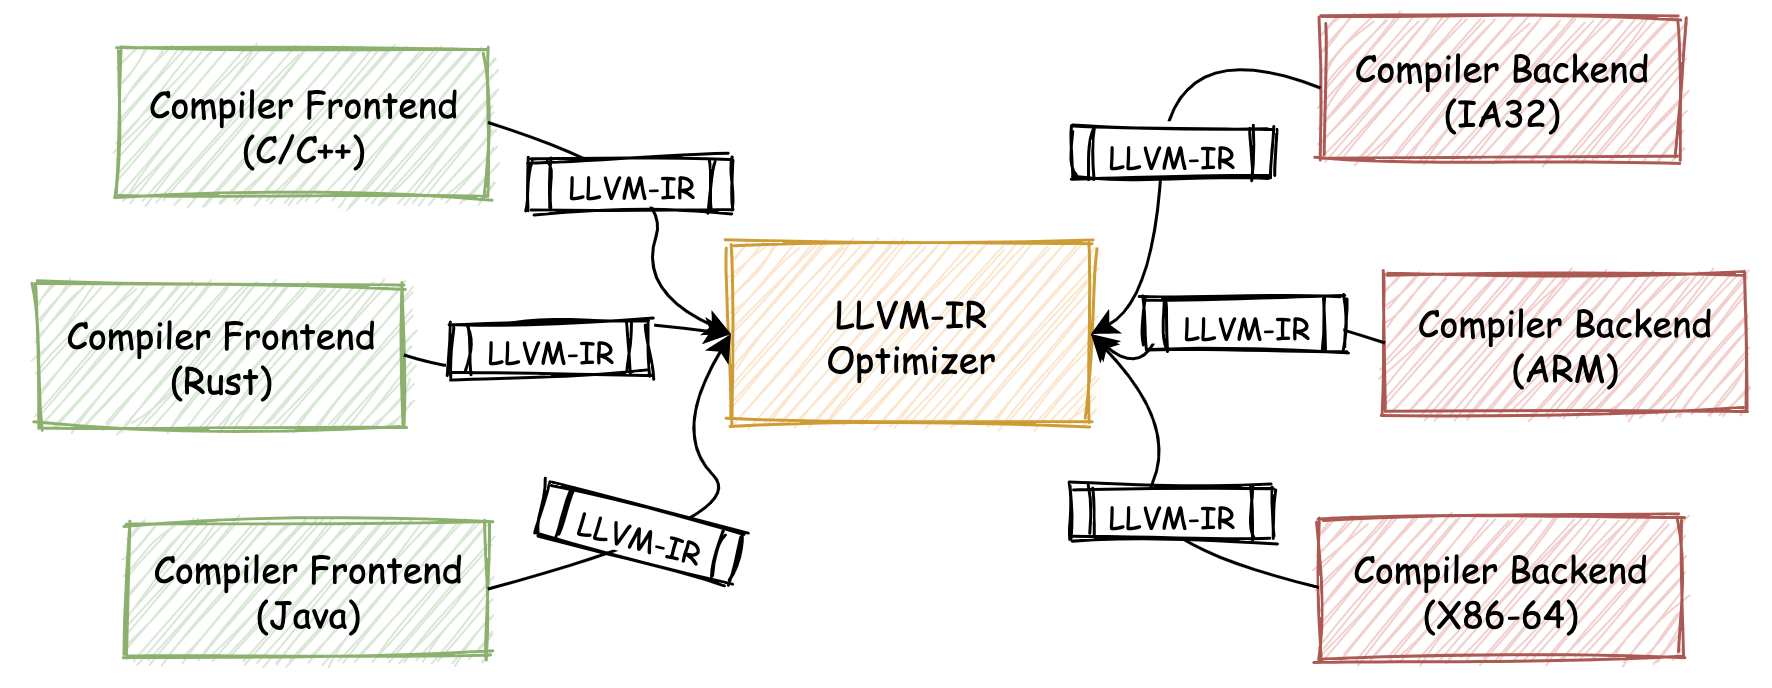 Compiler Frontend
(C/C++)
LLVM-IR
Compiler Frontend
(Rust)
LLVM-IR
Compiler Frontend
(Java)
LLVM-IR
LLVM-IR
Optimizer
Compiler Backend
(IA32)
LLVM-IR
Compiler Backend
(ARM)
LLVM-IR
Compiler Backend
(X86-64)
LLVM-IR